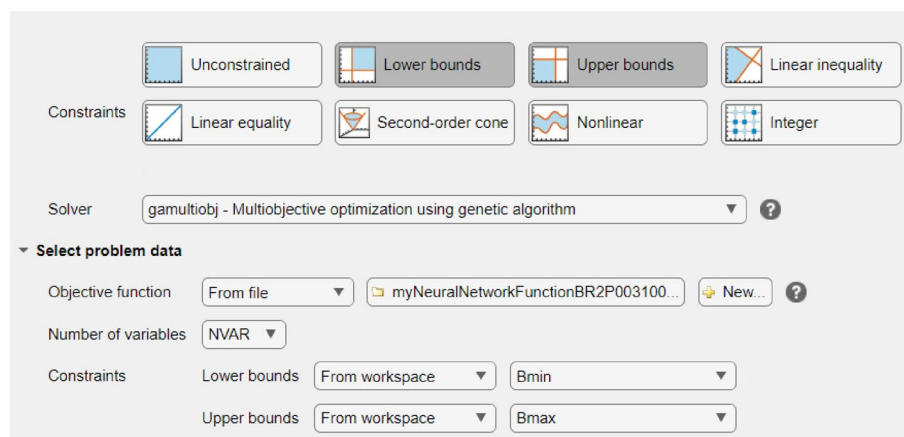 Unconstrained Lower bounds Upper bounds Linear inequality
Constraints
Linear equality Second-order cone Nonlinear Integer
Solver gamultiobj - Multiobjective optimization using genetic algorithm ?
Select problem data
Objective function From file myNeuralNetworkFunctionBR2P003100... New... ?
Number of variables NVAR
Constraints Lower bounds From workspace Bmin
Upper bounds From workspace Bmax